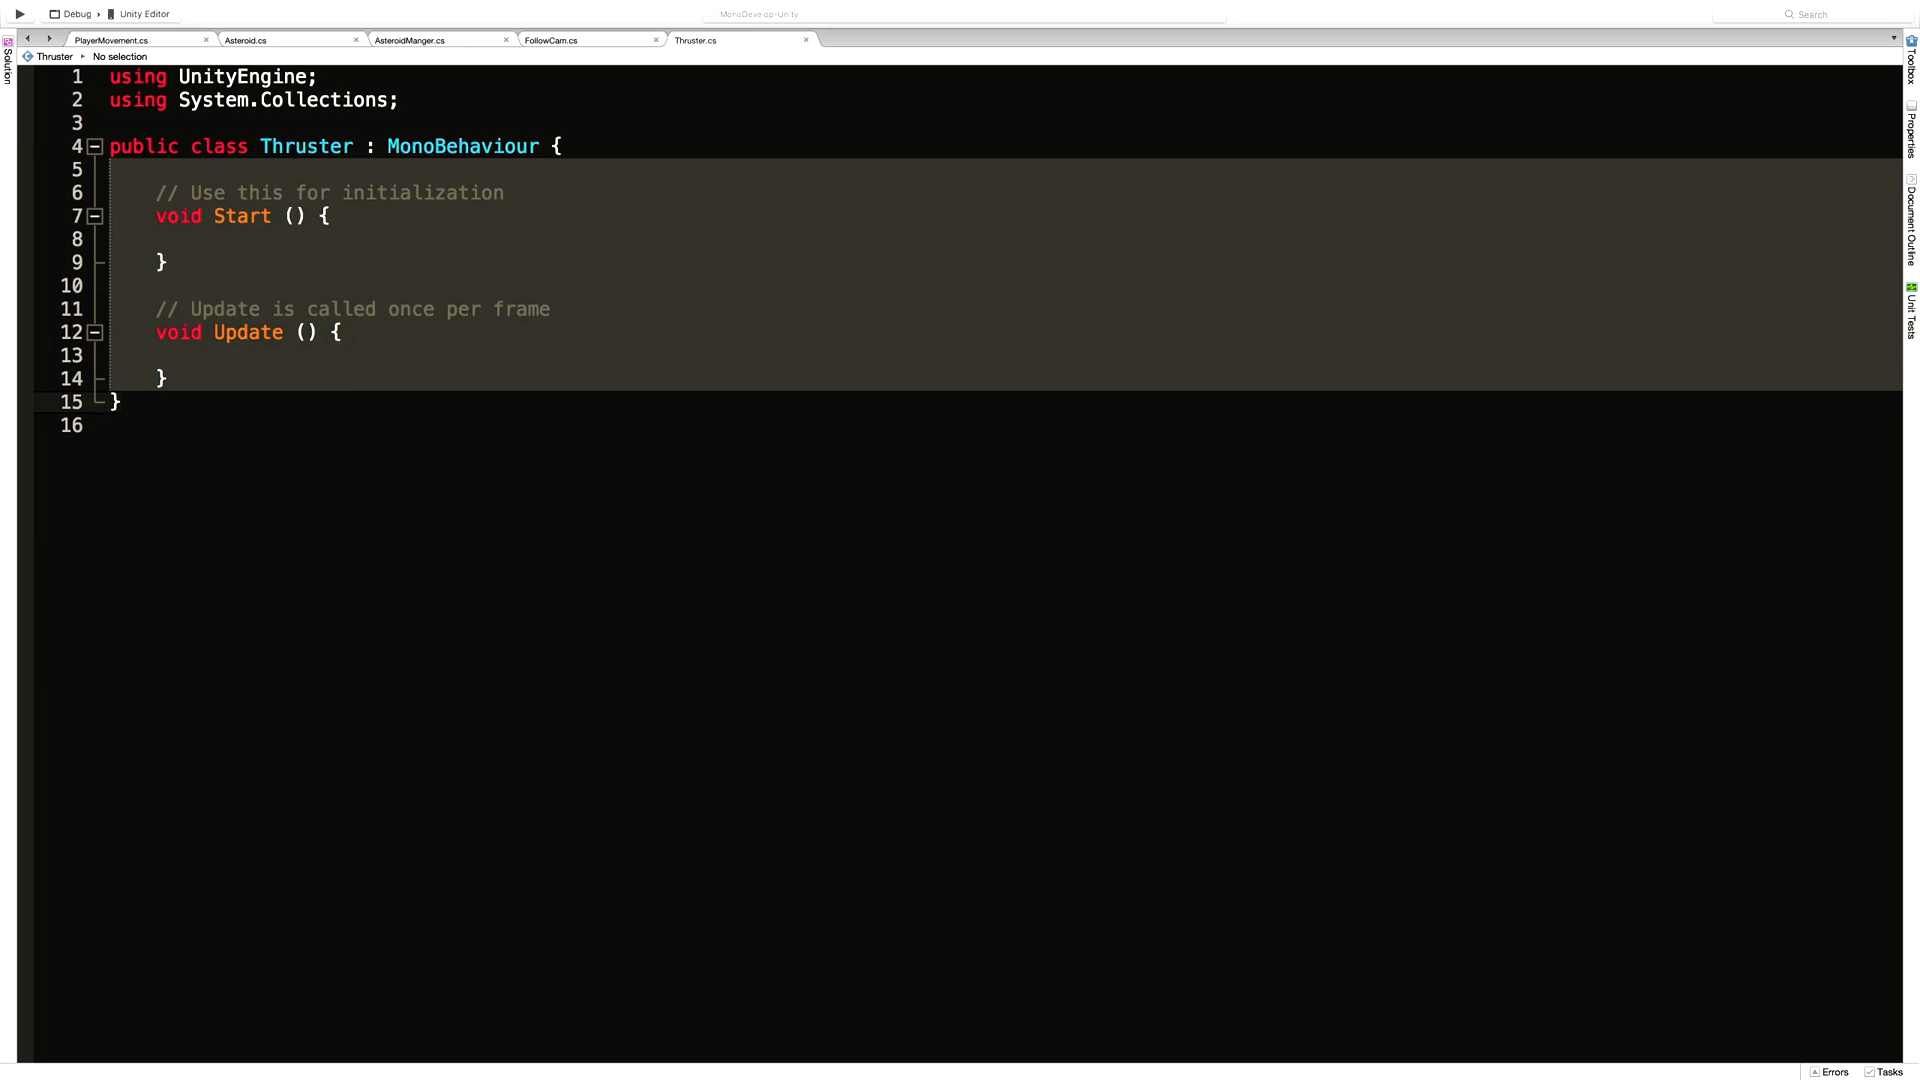 Debug › Unity Editor
MonoDevelop-Unity
Search
PlayerMovement.cs
Asteroid.cs
AsteroidManger.cs
FollowCam.cs
Thruster.cs
Thruster ▸ No selection
1 using UnityEngine;
2 using System.Collections;
3
4 public class Thruster : MonoBehaviour {
5
6 // Use this for initialization
7 void Start () {
8
9 }
10
11 // Update is called once per frame
12 void Update () {
13
14 }
15 }
16
Solution
Toolbox
Properties
Document Outline
Unit Tests
Errors
Tasks